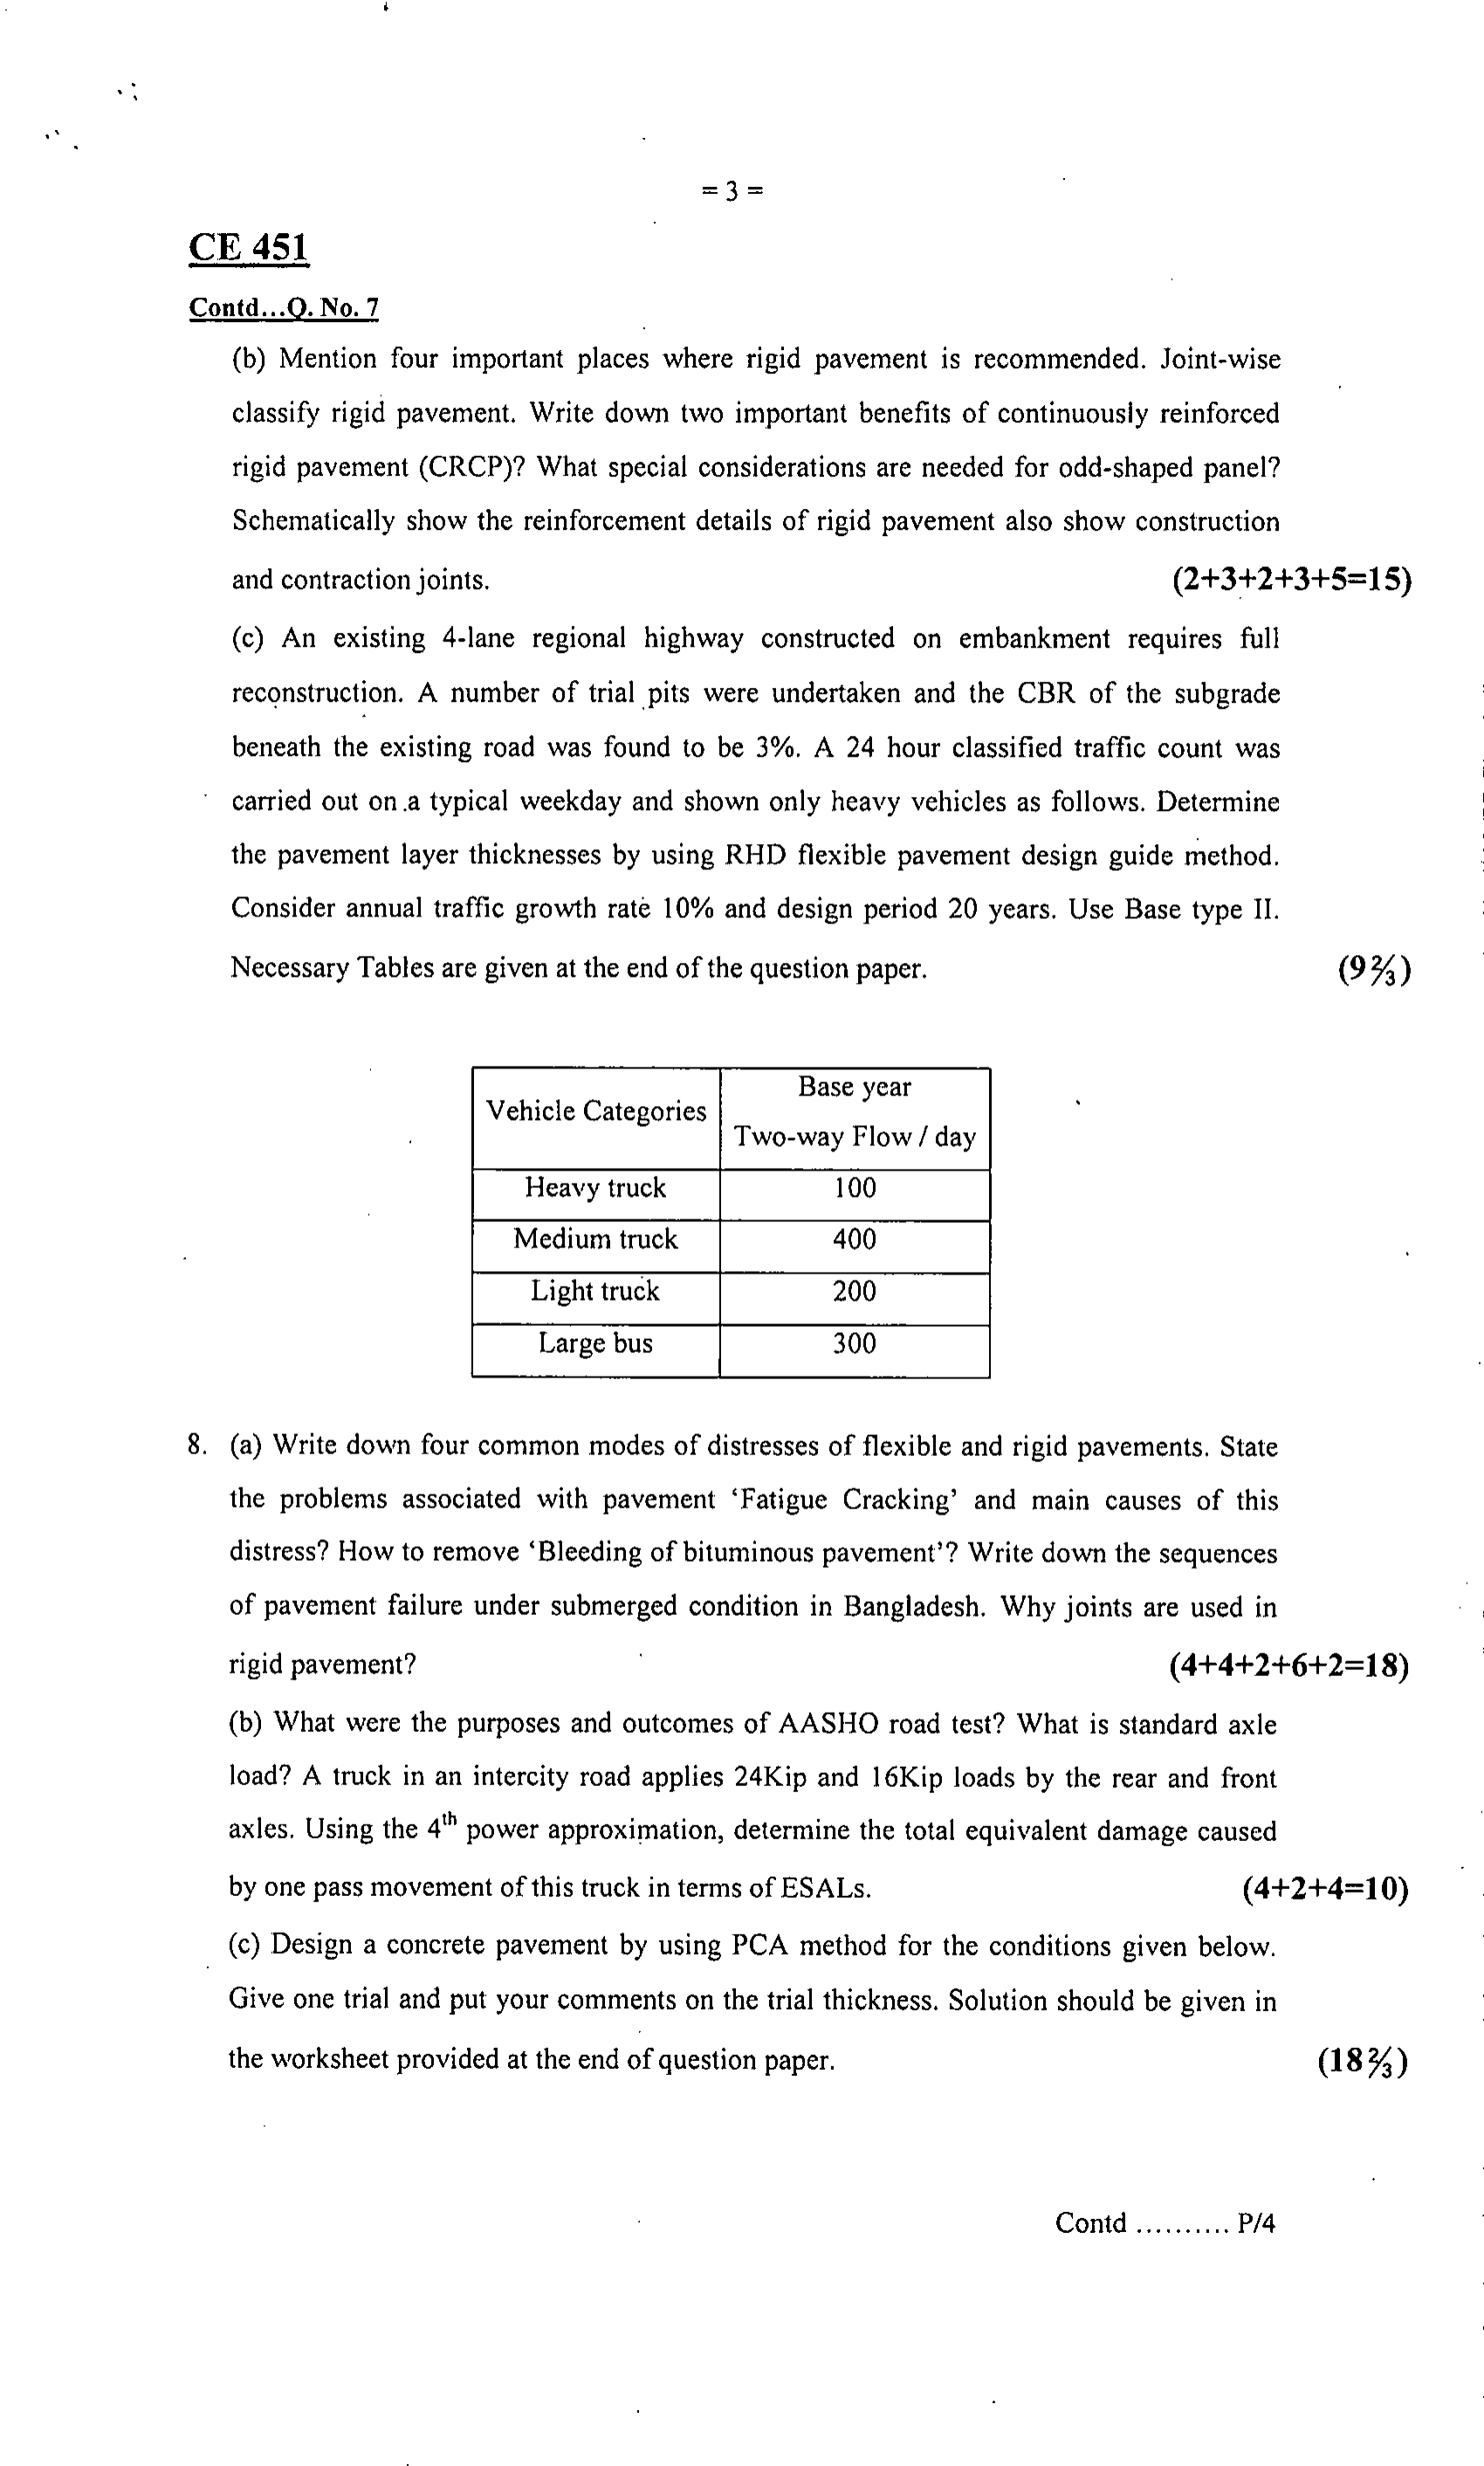 = 3 =
CE 451
Contd...Q. No. 7
(b) Mention four important places where rigid pavement is recommended. Joint-wise
classify rigid pavement. Write down two important benefits of continuously reinforced
rigid pavement (CRCP)? What special considerations are needed for odd-shaped panel?
Schematically show the reinforcement details of rigid pavement also show construction
and contraction joints. (2+3+2+3+5=15)
(c) An existing 4-lane regional highway constructed on embankment requires full
reconstruction. A number of trial pits were undertaken and the CBR of the subgrade
beneath the existing road was found to be 3%. A 24 hour classified traffic count was
carried out on a typical weekday and shown only heavy vehicles as follows. Determine
the pavement layer thicknesses by using RHD flexible pavement design guide method.
Consider annual traffic growth rate 10% and design period 20 years. Use Base type II.
Necessary Tables are given at the end of the question paper. (9⅔)
Vehicle Categories Base year
Two-way Flow / day
Heavy truck 100
Medium truck 400
Light truck 200
Large bus 300
8. (a) Write down four common modes of distresses of flexible and rigid pavements. State
the problems associated with pavement ‘Fatigue Cracking’ and main causes of this
distress? How to remove ‘Bleeding of bituminous pavement’? Write down the sequences
of pavement failure under submerged condition in Bangladesh. Why joints are used in
rigid pavement? (4+4+2+6+2=18)
(b) What were the purposes and outcomes of AASHO road test? What is standard axle
load? A truck in an intercity road applies 24Kip and 16Kip loads by the rear and front
axles. Using the 4th power approximation, determine the total equivalent damage caused
by one pass movement of this truck in terms of ESALs. (4+2+4=10)
(c) Design a concrete pavement by using PCA method for the conditions given below.
Give one trial and put your comments on the trial thickness. Solution should be given in
the worksheet provided at the end of question paper. (18⅔)
Contd .......... P/4